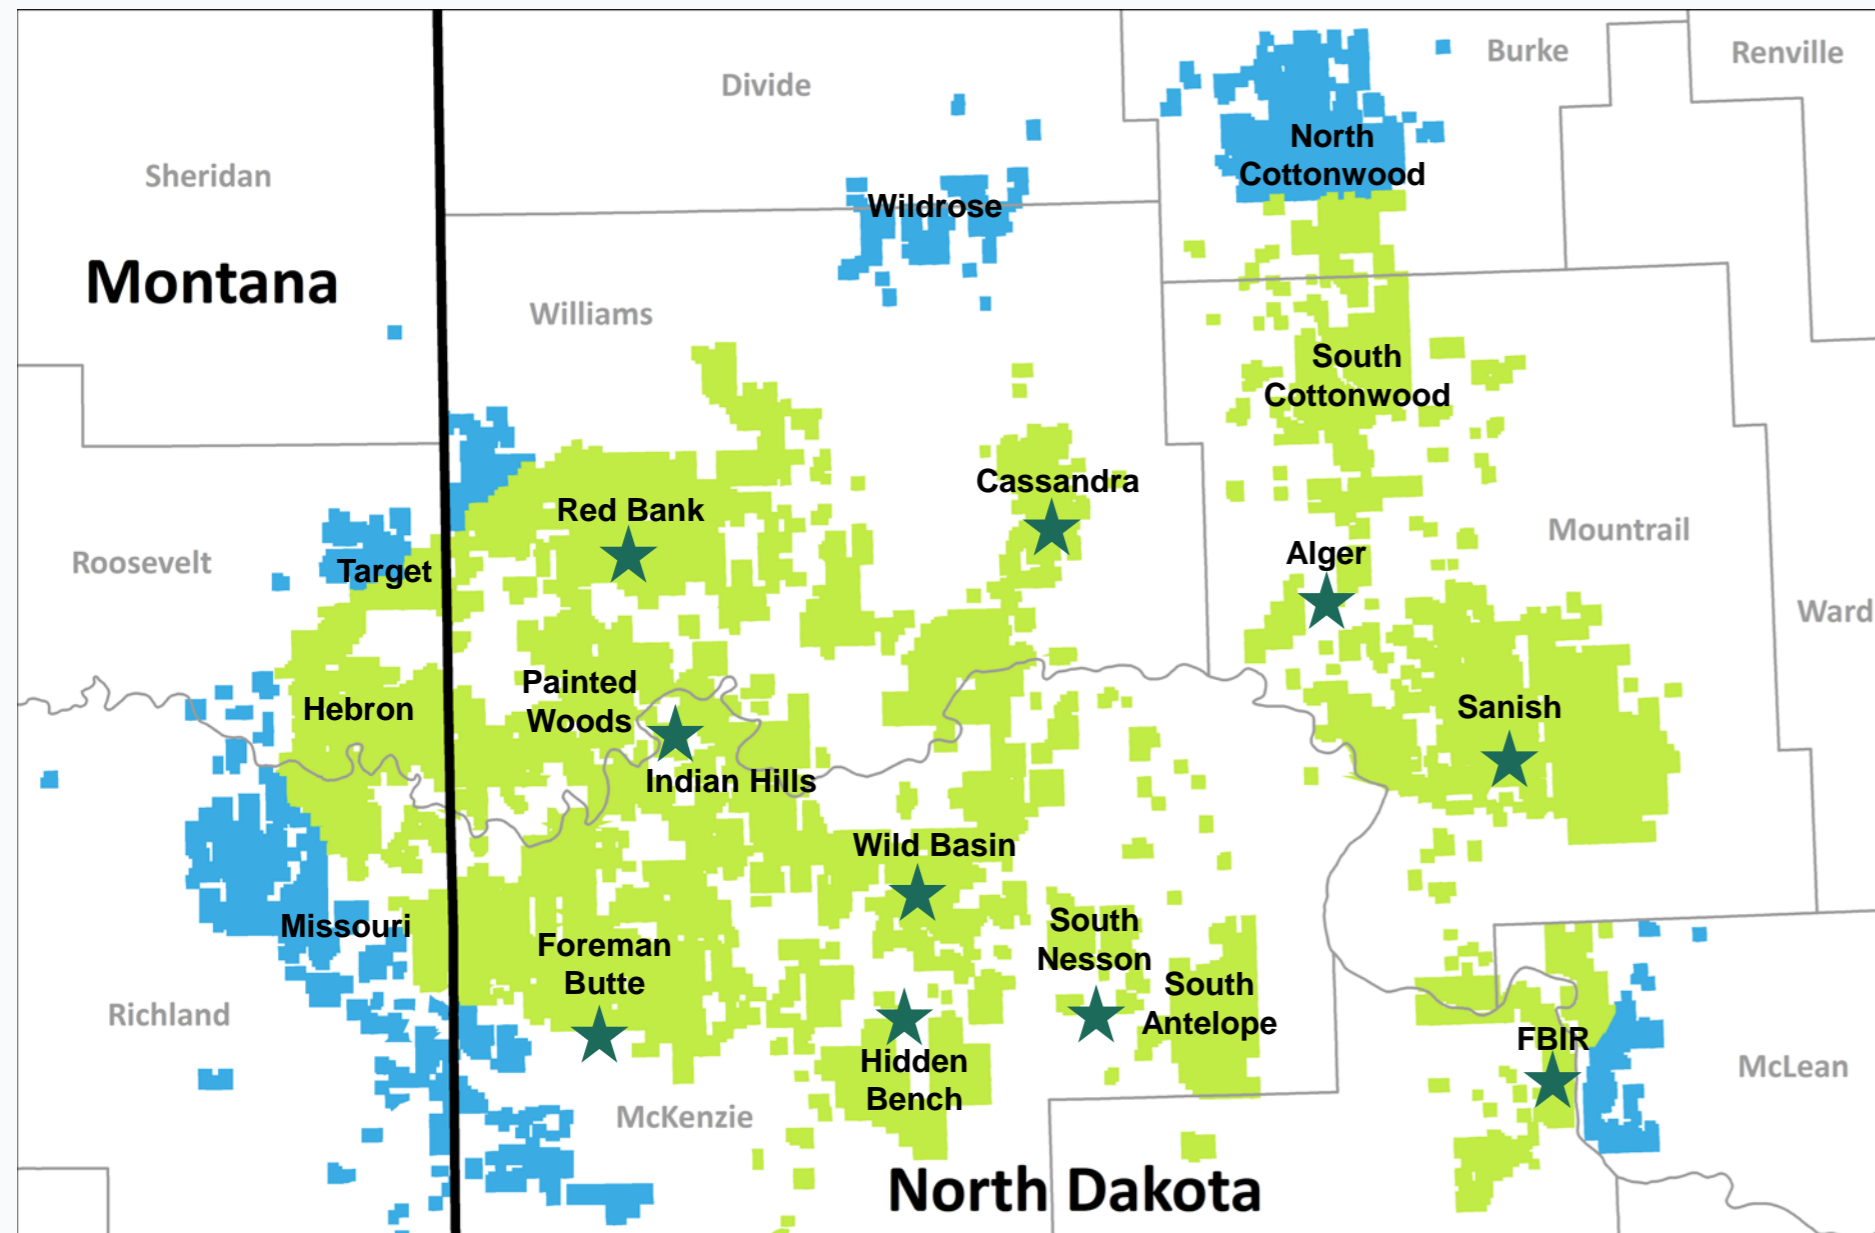 Burke
Renville
Divide
North
Cottonwood
Sheridan
Wildrose
Montana
Williams
South
Cottonwood
Cassandra
Red Bank
Mountrail
Alger
Roosevelt
Target
Ward
Painted
Woods
Hebron
Sanish
Indian Hills
Wild Basin
Missouri
South
Nesson
Foreman
Butte
South
Antelope
Richland
FBIR
Hidden
Bench
McLean
McKenzie
North Dakota